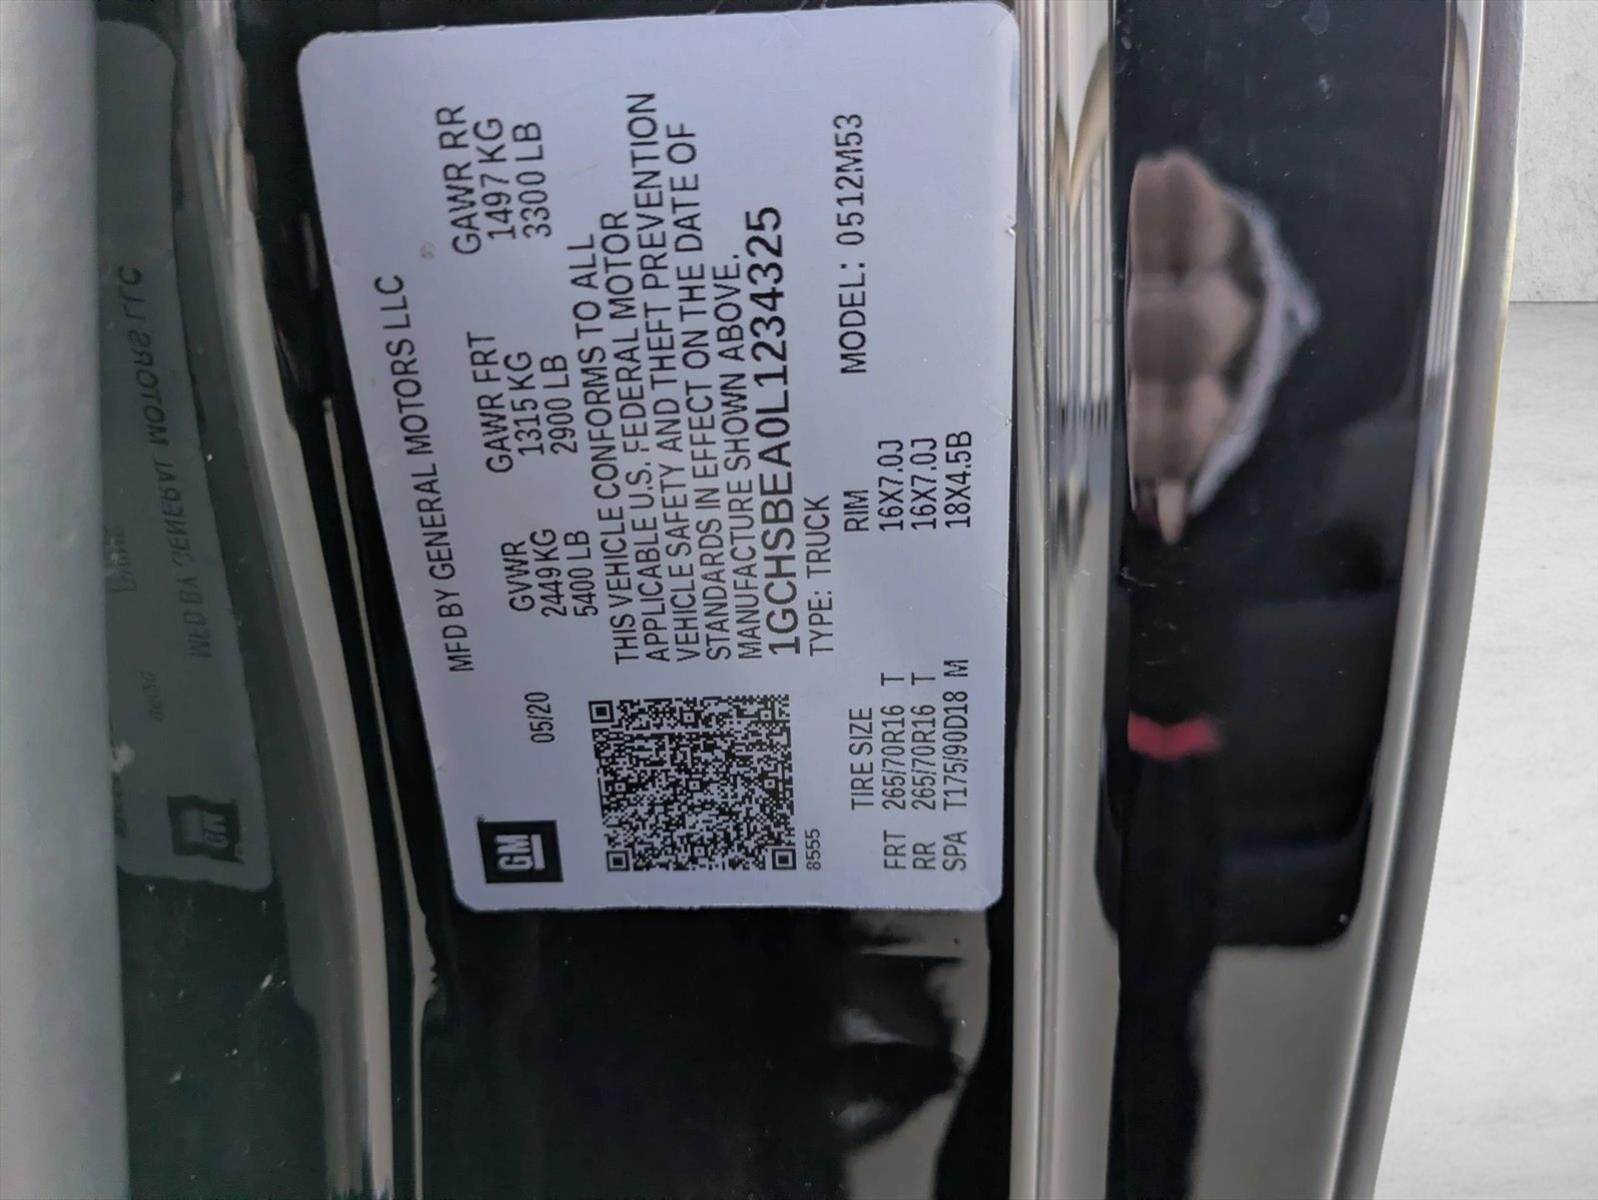 GM
MFD BY GENERAL MOTORS LLC
05/20
GVWR GAWR FRT GAWR RR
2449 KG 1315 KG 1497 KG
5400 LB 2900 LB 3300 LB
THIS VEHICLE CONFORMS TO ALL
APPLICABLE U.S. FEDERAL MOTOR
VEHICLE SAFETY AND THEFT PREVENTION
STANDARDS IN EFFECT ON THE DATE OF
MANUFACTURE SHOWN ABOVE.
1GCHSBEA0L1234325
8555 TYPE: TRUCK MODEL: 0512M53
TIRE SIZE RIM
FRT 265/70R16 T 16X7.0J
RR 265/70R16 T 16X7.0J
SPA T175/90D18 M 18X4.5B